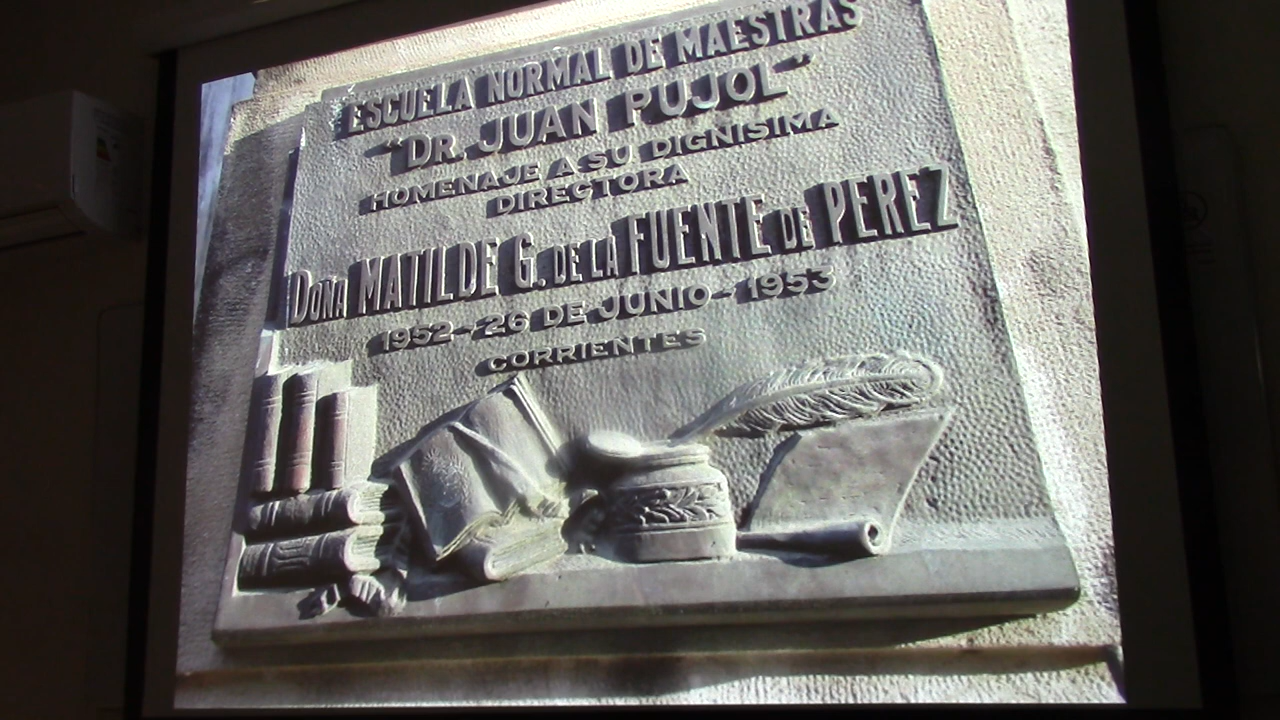 ESCUELA NORMAL DE MAESTRAS
"DR. JUAN PUJOL"
HOMENAJE A SU DIGNISIMA
DIRECTORA
DOÑA MATILDE G. DE LA FUENTE DE PEREZ
1952-26 DE JUNIO-1953
CORRIENTES